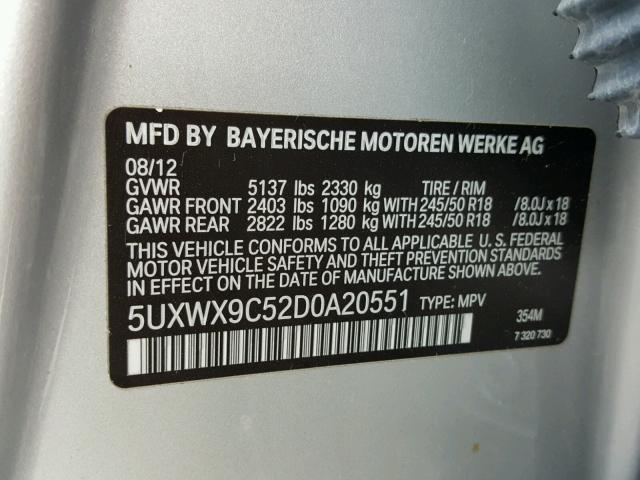 MFD BY BAYERISCHE MOTOREN WERKE AG
08/12
GVWR 5137 lbs 2330 kg TIRE / RIM
GAWR FRONT 2403 lbs 1090 kg WITH 245/50 R18 /8.0J x 18
GAWR REAR 2822 lbs 1280 kg WITH 245/50 R18 /8.0J x 18
THIS VEHICLE CONFORMS TO ALL APPLICABLE U. S. FEDERAL
MOTOR VEHICLE SAFETY AND THEFT PREVENTION STANDARDS
IN EFFECT ON THE DATE OF MANUFACTURE SHOWN ABOVE.
5UXWX9C52D0A20551 TYPE: MPV
354M
7 320 730